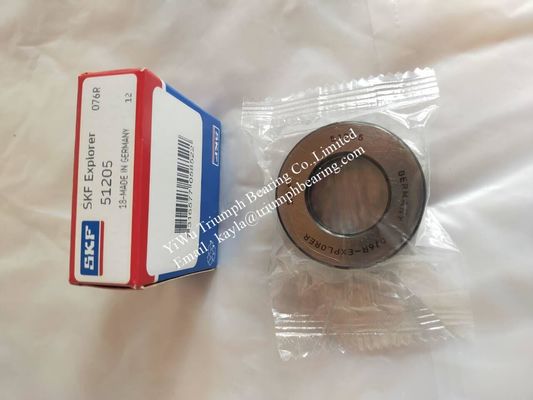 SKF
SKF Explorer
076R
51205
18-MADE IN GERMANY
12
SKF
YiWu Triumph Bearing Co.,Limited,
Email : kayla@triumphbearing.com
076R-EXPLORER